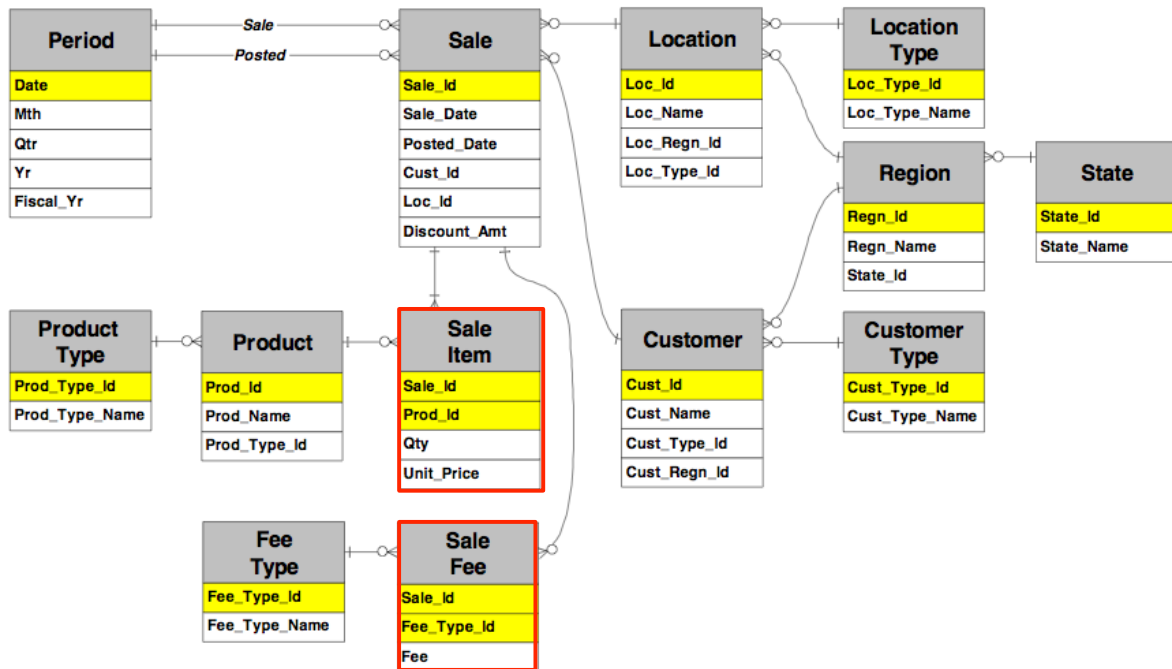 Period
Date
Mth
Qtr
Yr
Fiscal_Yr
Sale
Posted
Sale
Sale_Id
Sale_Date
Posted_Date
Cust_Id
Loc_Id
Discount_Amt
Location
Loc_Id
Loc_Name
Loc_Regn_Id
Loc_Type_Id
Location
Type
Loc_Type_Id
Loc_Type_Name
Region
Regn_Id
Regn_Name
State_Id
State
State_Id
State_Name
Product
Type
Prod_Type_Id
Prod_Type_Name
Product
Prod_Id
Prod_Name
Prod_Type_Id
Sale
Item
Sale_Id
Prod_Id
Qty
Unit_Price
Customer
Cust_Id
Cust_Name
Cust_Type_Id
Cust_Regn_Id
Customer
Type
Cust_Type_Id
Cust_Type_Name
Fee
Type
Fee_Type_Id
Fee_Type_Name
Sale
Fee
Sale_Id
Fee_Type_Id
Fee